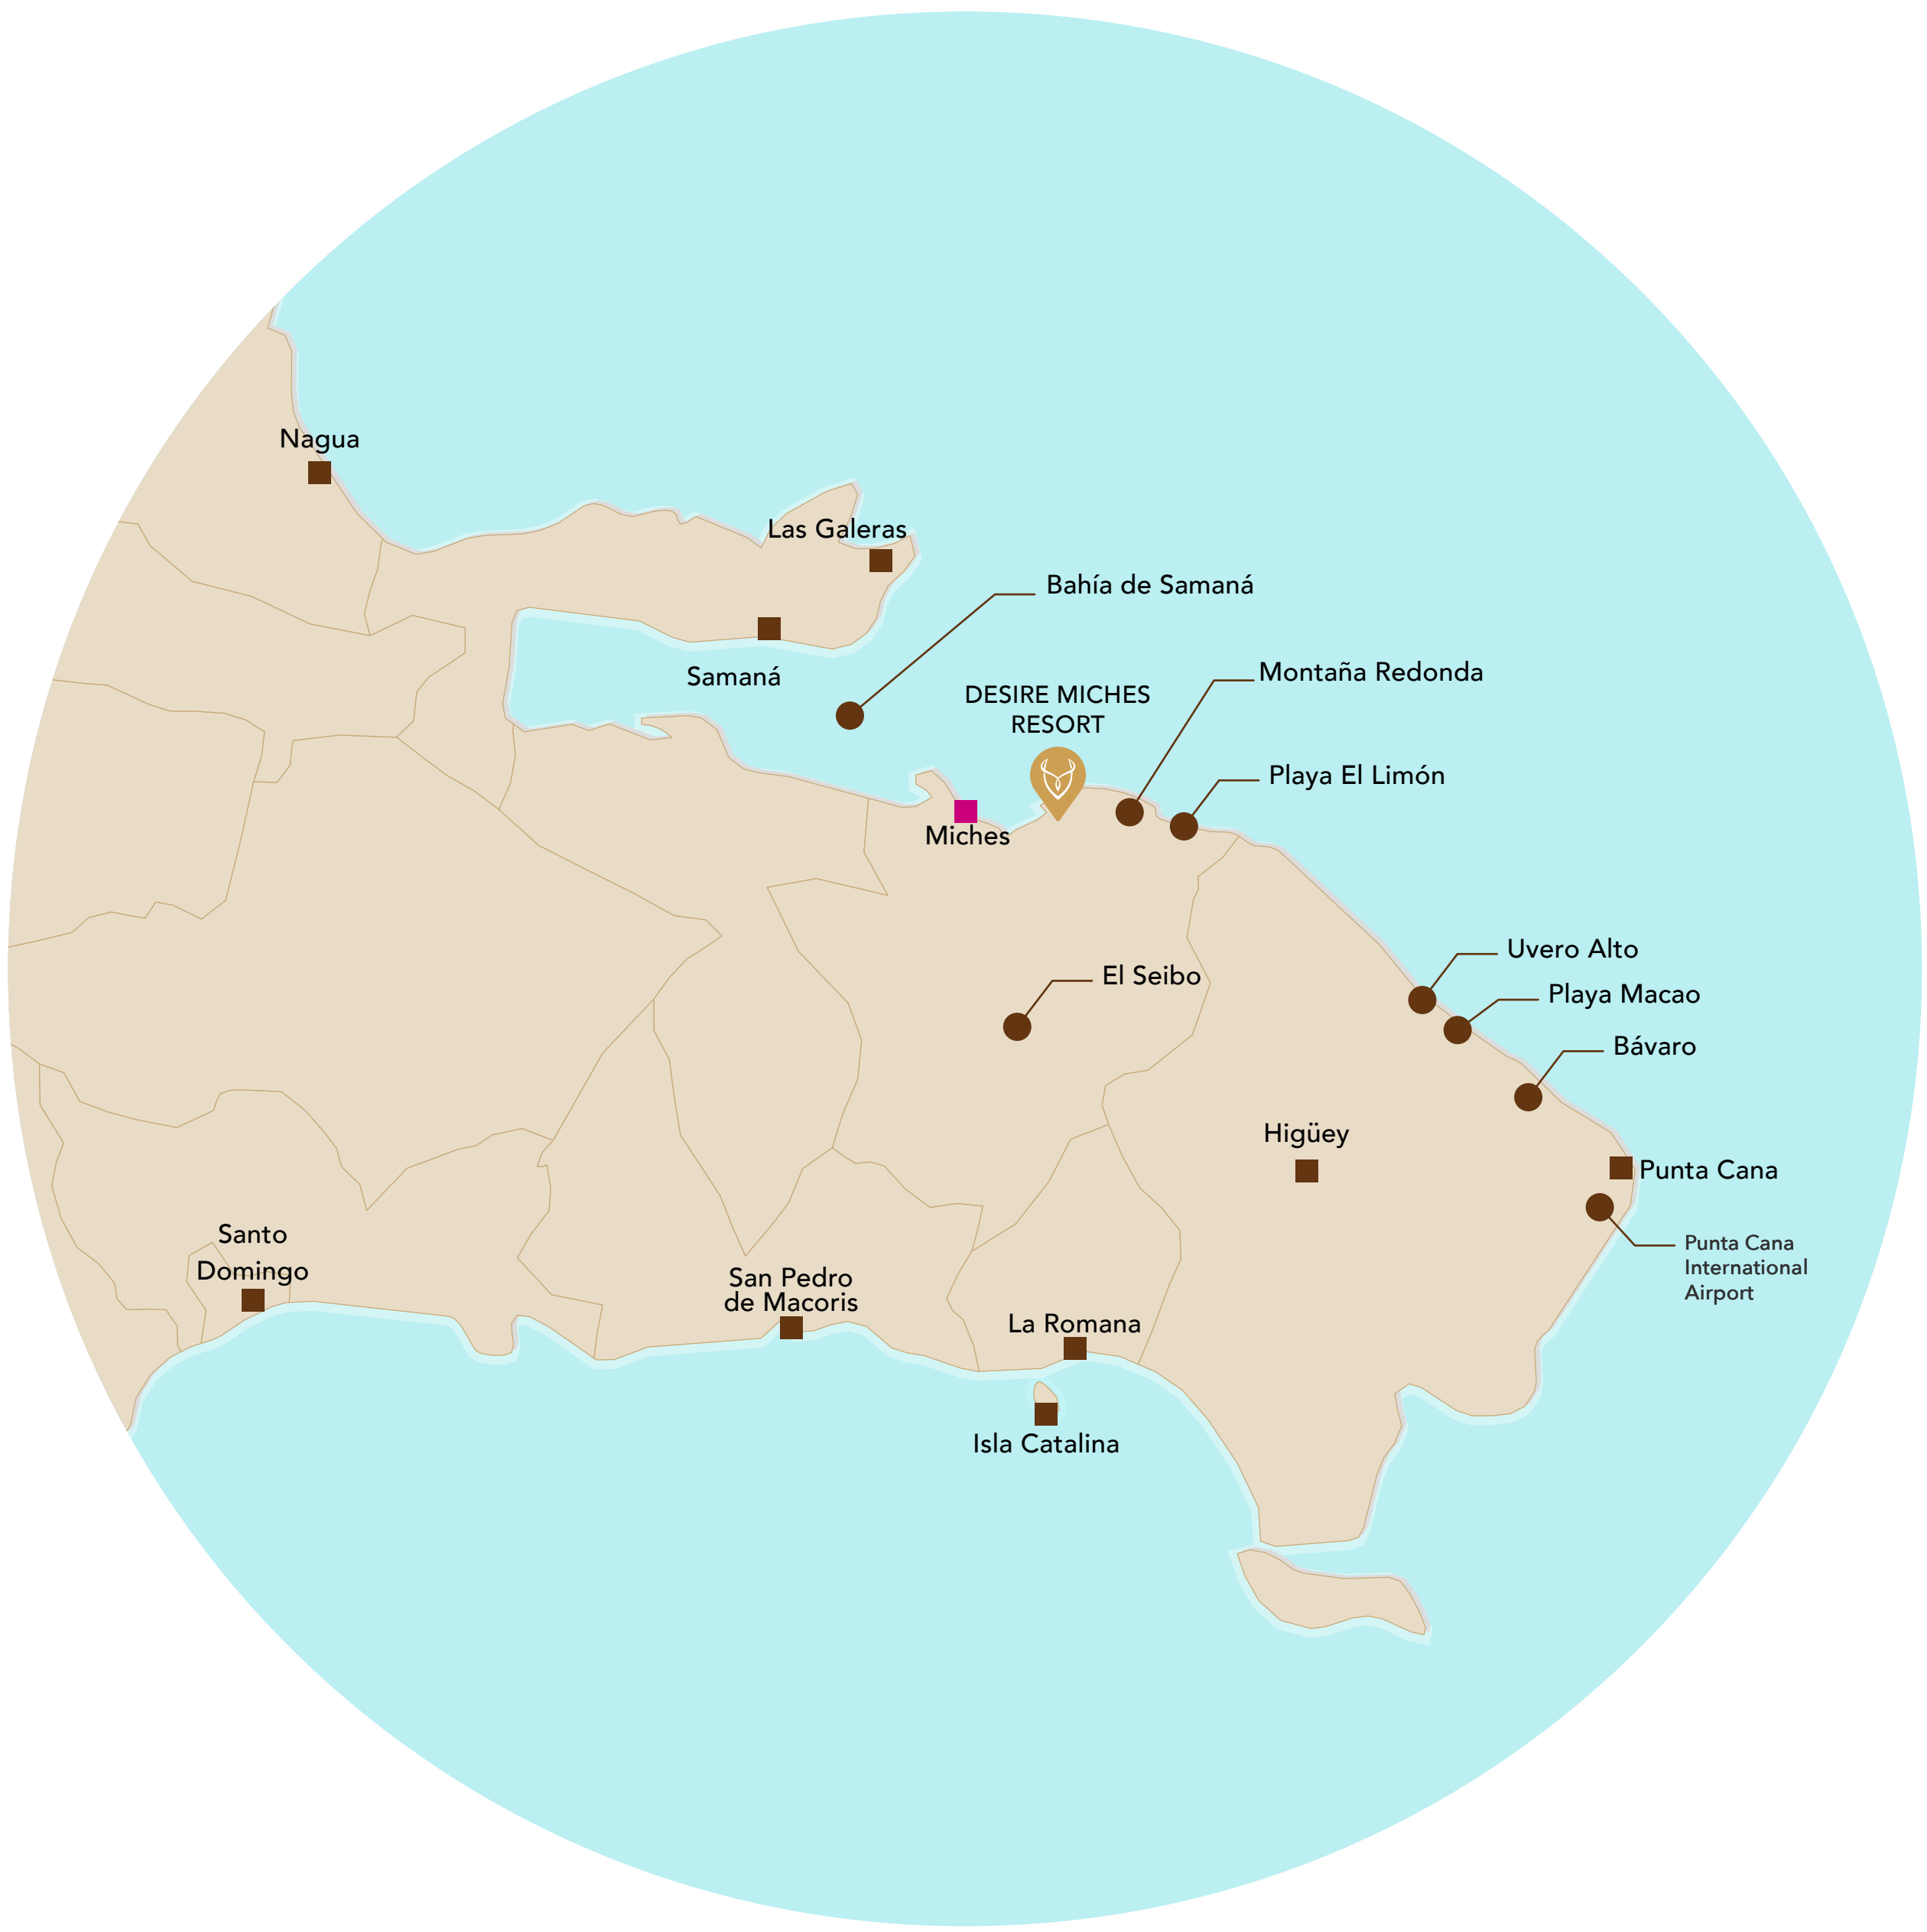 Nagua
Las Galeras
Bahía de Samaná
Samaná
Montaña Redonda
DESIRE MICHES
RESORT
Playa El Limón
Miches
Uvero Alto
El Seibo
Playa Macao
Bávaro
Higüey
Punta Cana
Santo
Domingo
Punta Cana
International
Airport
San Pedro
de Macoris
La Romana
Isla Catalina